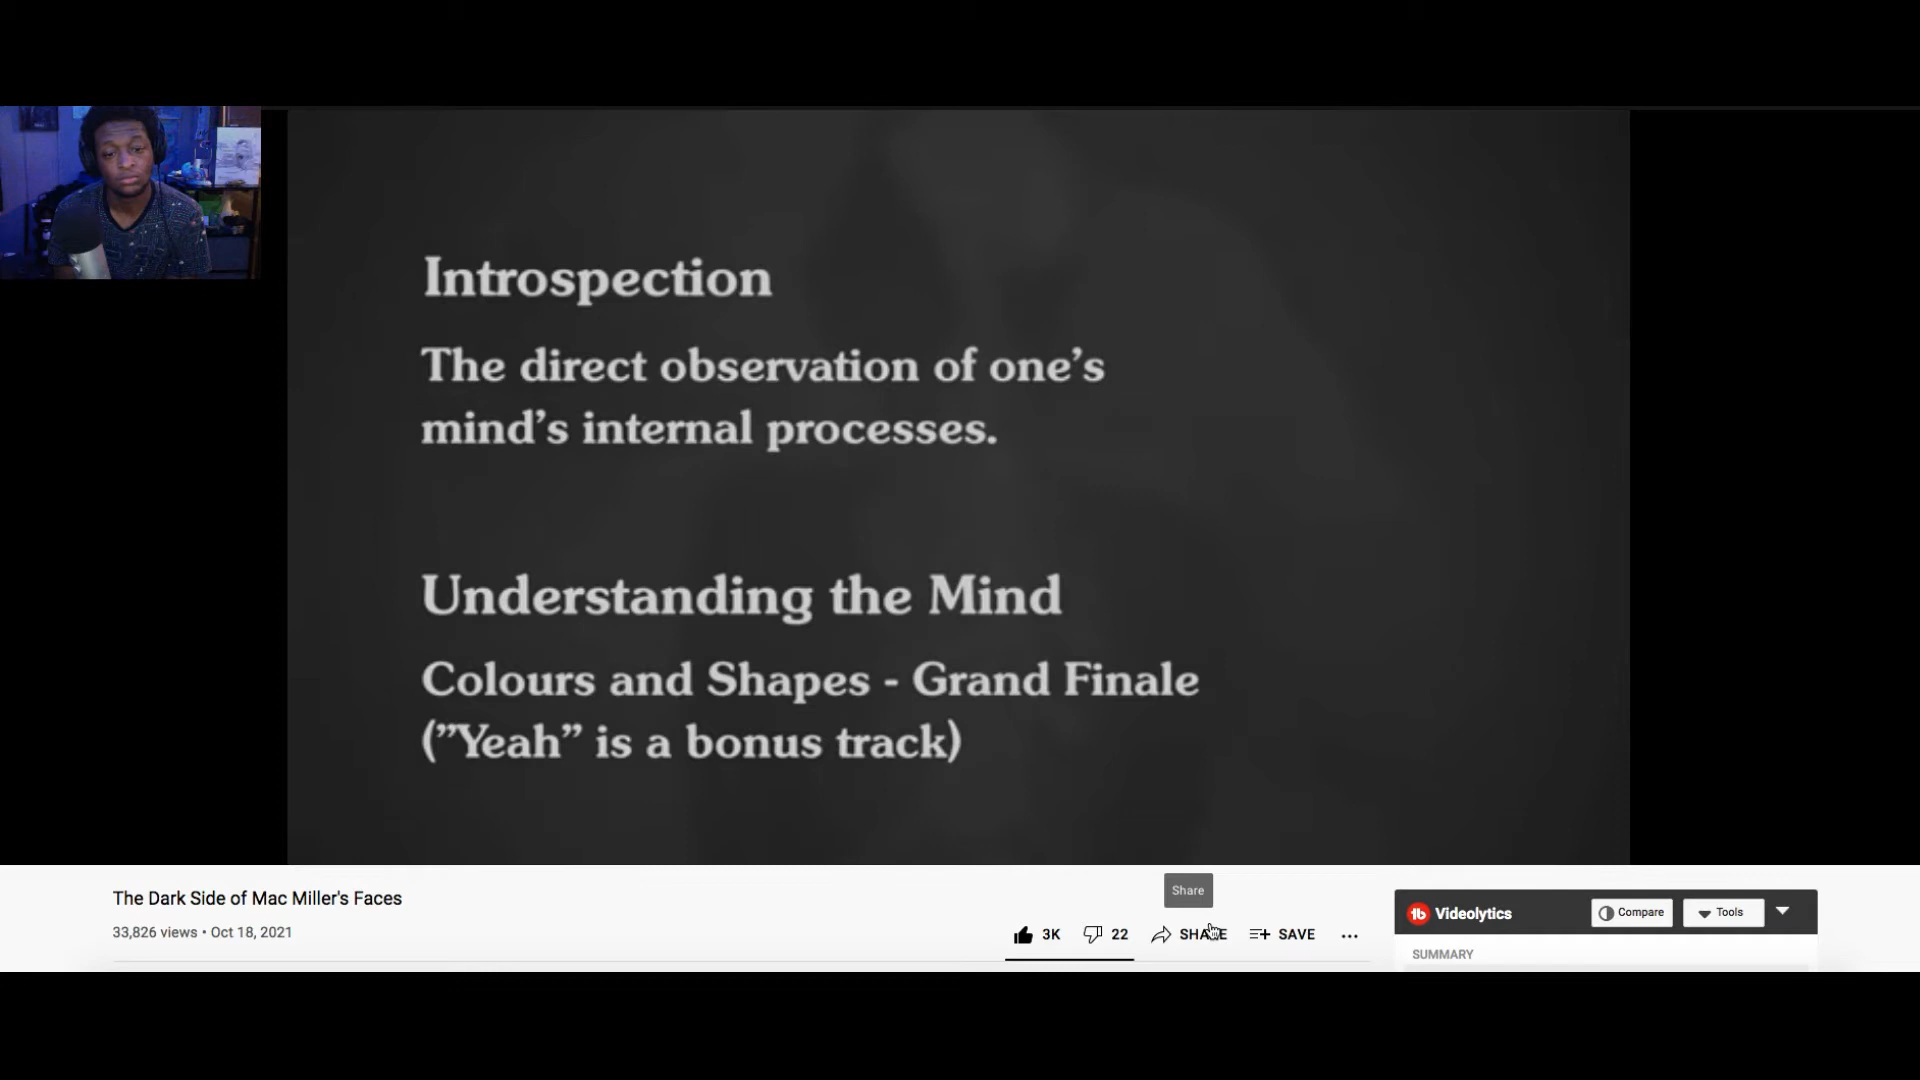 Introspection
The direct observation of one's
mind's internal processes.
Understanding the Mind
Colours and Shapes - Grand Finale
("Yeah" is a bonus track)
The Dark Side of Mac Miller's Faces
33,826 views • Oct 18, 2021
Share
3K 22 SHARE SAVE ...
Videolytics Compare Tools
SUMMARY